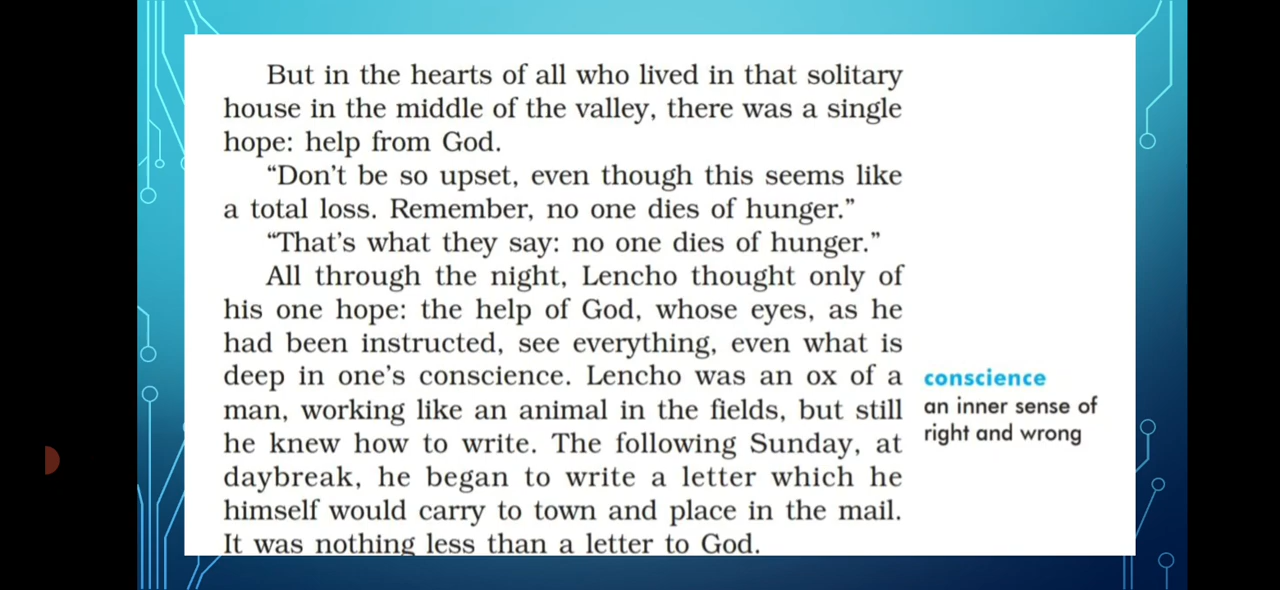 But in the hearts of all who lived in that solitary
house in the middle of the valley, there was a single
hope: help from God.
“Don’t be so upset, even though this seems like
a total loss. Remember, no one dies of hunger.”
“That’s what they say: no one dies of hunger.”
All through the night, Lencho thought only of
his one hope: the help of God, whose eyes, as he
had been instructed, see everything, even what is
deep in one’s conscience. Lencho was an ox of a
man, working like an animal in the fields, but still
he knew how to write. The following Sunday, at
daybreak, he began to write a letter which he
himself would carry to town and place in the mail.
It was nothing less than a letter to God.
conscience
an inner sense of
right and wrong